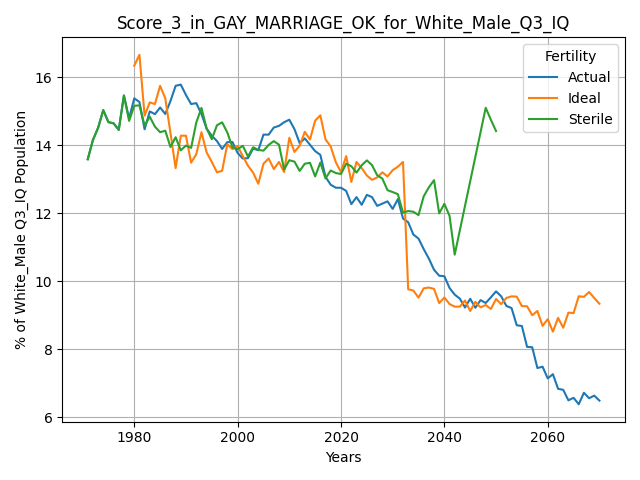 Score_3_in_GAY_MARRIAGE_OK_for_White_Male_Q3_IQ
% of White_Male Q3_IQ Population
16
14
12
10
8
6
Fertility
Actual
Ideal
Sterile
1980 2000 2020 2040 2060
Years